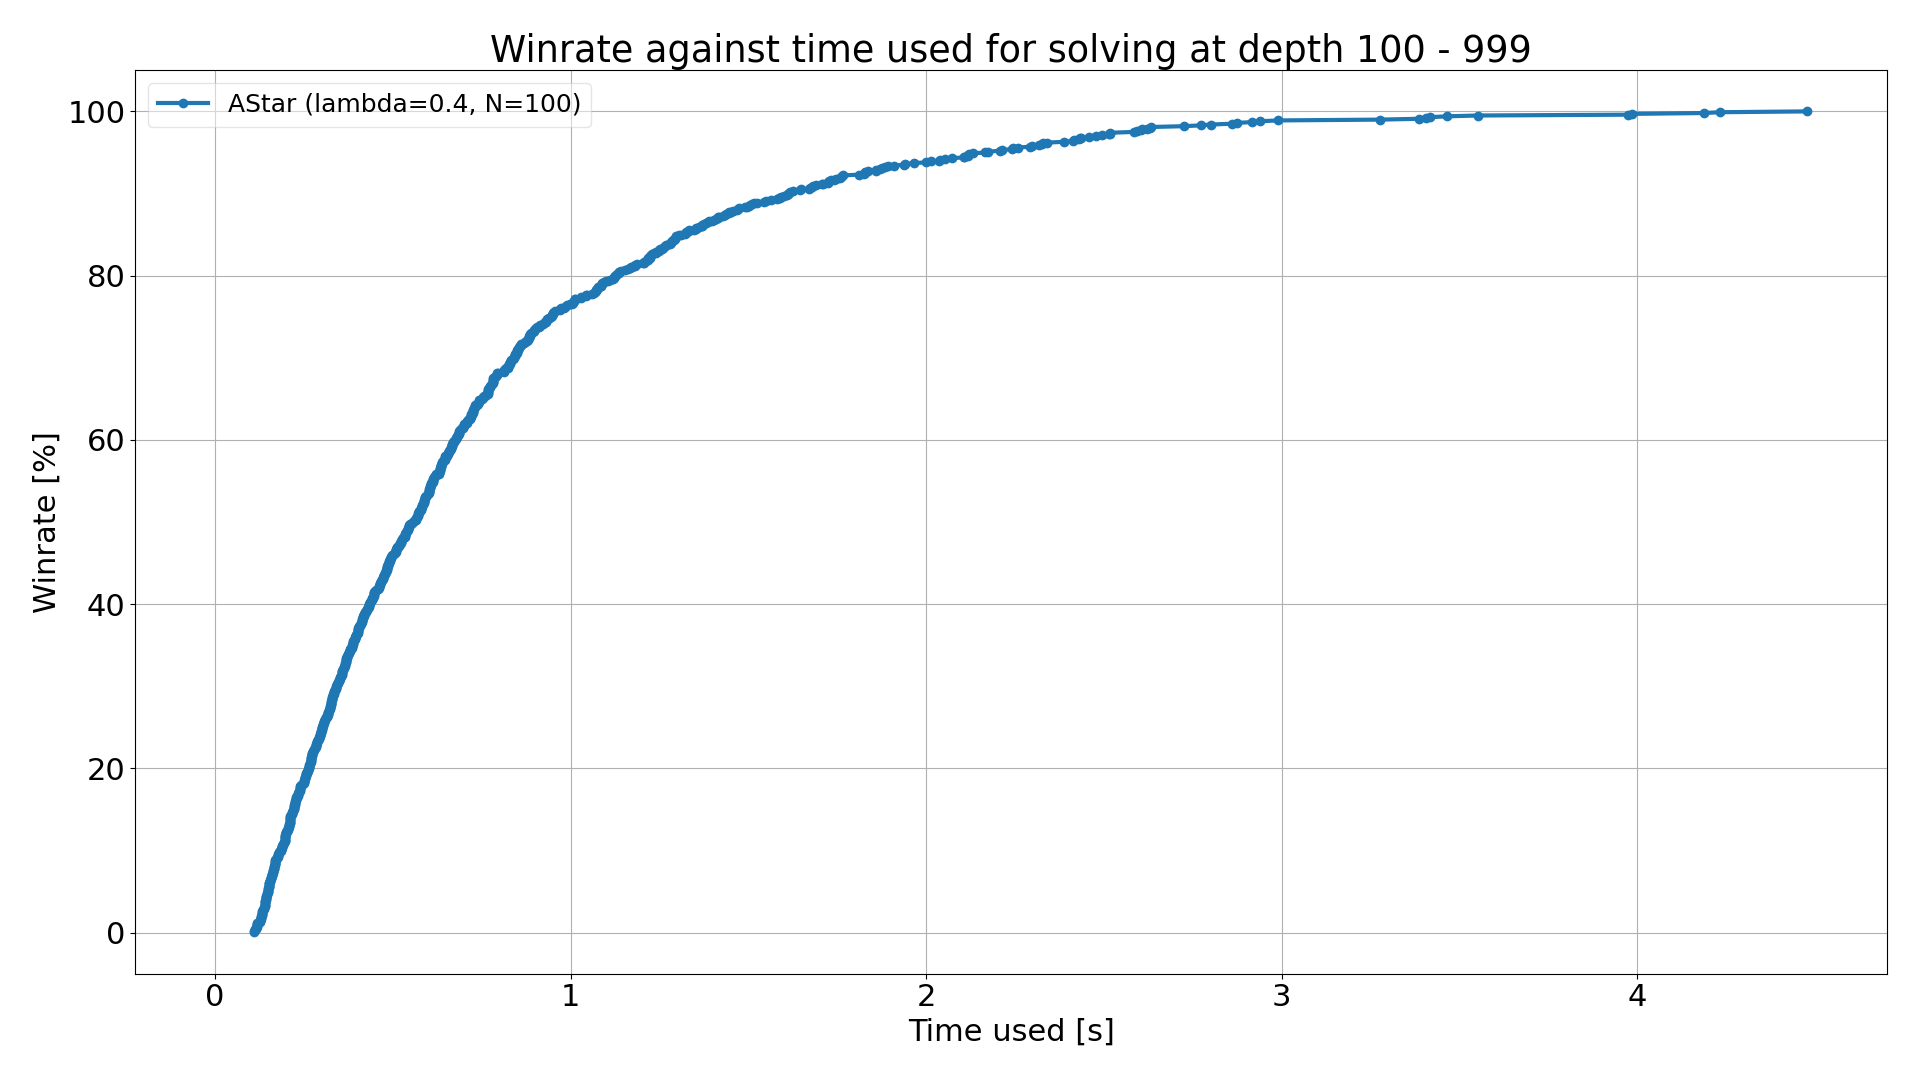 Winrate against time used for solving at depth 100 - 999
AStar (lambda=0.4, N=100)
100
80
60
40
20
0
Winrate [%]
0 1 2 3 4
Time used [s]